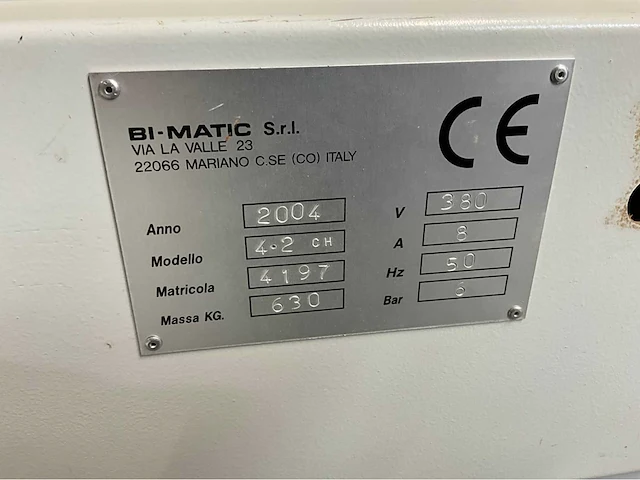 BI-MATIC S.r.l.
VIA LA VALLE 23
22066 MARIANO C.SE (CO) ITALY
CE
Anno 2004
Modello 4.2 CH
Matricola 4197
Massa KG. 630
V 380
A 8
Hz 50
Bar 6